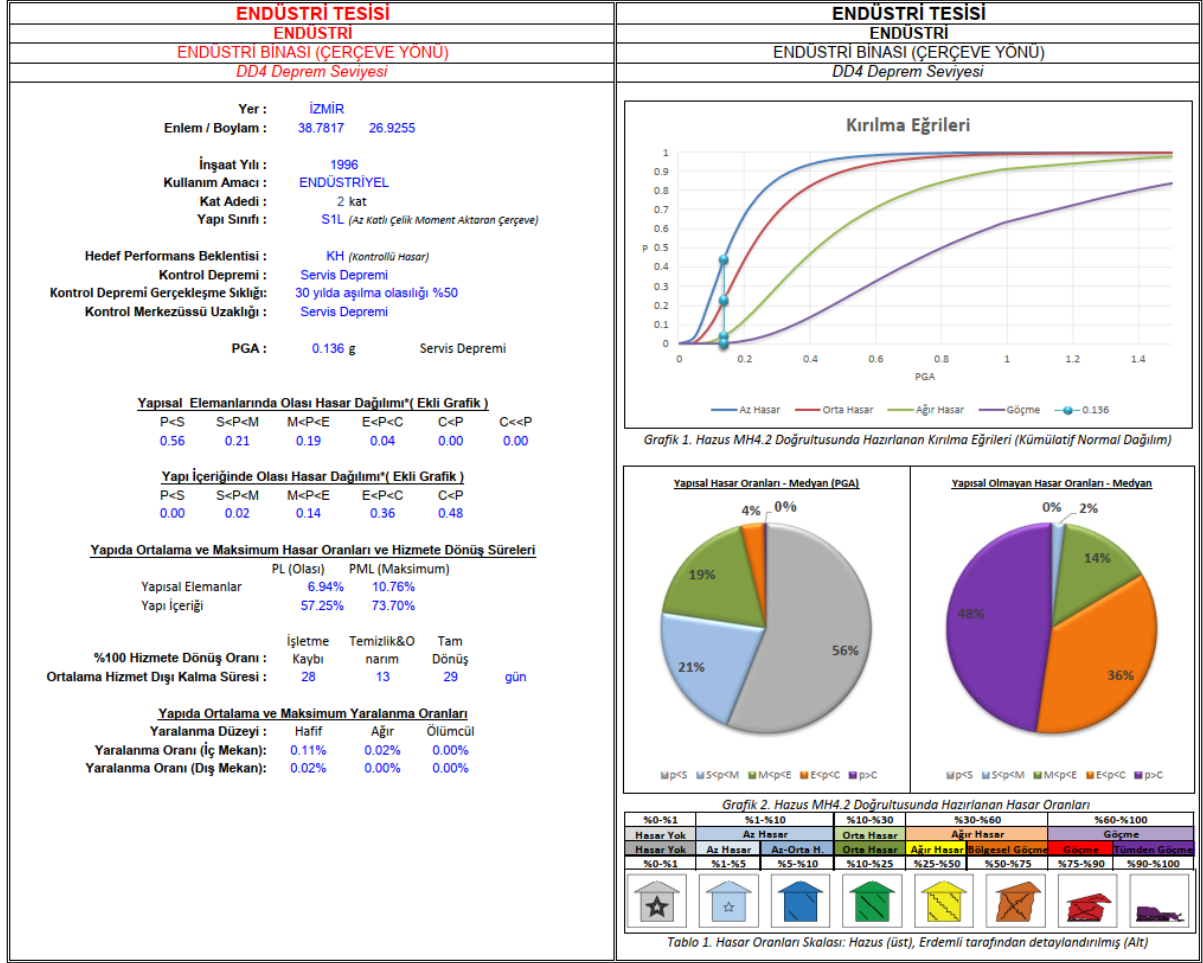 ENDÜSTRİ TESİSİ
ENDÜSTRİ
ENDÜSTRİ BİNASI (ÇERÇEVE YÖNÜ)
DD4 Deprem Seviyesi
Yer : İZMİR
Enlem / Boylam : 38.7817 26.9255
İnşaat Yılı : 1996
Kullanım Amacı : ENDÜSTRİYEL
Kat Adedi : 2 kat
Yapı Sınıfı : S1L (Az Katlı Çelik Moment Aktaran Çerçeve)
Hedef Performans Beklentisi : KH (Kontrollü Hasar)
Kontrol Depremi : Servis Depremi
Kontrol Depremi Gerçekleşme Sıklığı: 30 yılda aşılma olasılığı %50
Kontrol Merkezüssü Uzaklığı : Servis Depremi
PGA : 0.136 g Servis Depremi
Yapısal Elemanlarında Olası Hasar Dağılımı*( Ekli Grafik )
P<S S<P<M M<P<E E<P<C C<P C<<P
0.56 0.21 0.19 0.04 0.00 0.00
Yapı İçeriğinde Olası Hasar Dağılımı*( Ekli Grafik )
P<S S<P<M M<P<E E<P<C C<P
0.00 0.02 0.14 0.36 0.48
Yapıda Ortalama ve Maksimum Hasar Oranları ve Hizmete Dönüş Süreleri
PL (Olası) PML (Maksimum)
Yapısal Elemanlar 6.94% 10.76%
Yapı İçeriği 57.25% 73.70%
İşletme Temizlik&O Tam
%100 Hizmete Dönüş Oranı : Kaybı narım Dönüş
Ortalama Hizmet Dışı Kalma Süresi : 28 13 29 gün
Yapıda Ortalama ve Maksimum Yaralanma Oranları
Yaralanma Düzeyi : Hafif Ağır Ölümcül
Yaralanma Oranı (İç Mekan): 0.11% 0.02% 0.00%
Yaralanma Oranı (Dış Mekan): 0.02% 0.00% 0.00%
ENDÜSTRİ TESİSİ
ENDÜSTRİ
ENDÜSTRİ BİNASI (ÇERÇEVE YÖNÜ)
DD4 Deprem Seviyesi
Kırılma Eğrileri
1
0.9
0.8
0.7
0.6
P 0.5
0.4
0.3
0.2
0.1
0
0 0.2 0.4 0.6 0.8 1 1.2 1.4
PGA
Az Hasar Orta Hasar Ağır Hasar Göçme 0.136
Grafik 1. Hazus MH4.2 Doğrultusunda Hazırlanan Kırılma Eğrileri (Kümülatif Normal Dağılım)
Yapısal Hasar Oranları - Medyan (PGA)
4% 0%
19%
21%
56%
p<S S<p<M M<p<E E<p<C p>C
Yapısal Olmayan Hasar Oranları - Medyan
0% 2%
14%
48%
36%
p<S S<p<M M<p<E E<p<C p>C
Grafik 2. Hazus MH4.2 Doğrultusunda Hazırlanan Hasar Oranları
%0-%1 %1-%10 %10-%30 %30-%60 %60-%100
Hasar Yok Az Hasar Orta Hasar Ağır Hasar Göçme
Hasar Yok Az Hasar Az-Orta H. Orta Hasar Ağır Hasar Bölgesel Göçme Göçme Tümden Göçme
%0-%1 %1-%5 %5-%10 %10-%25 %25-%50 %50-%75 %75-%90 %90-%100
Tablo 1. Hasar Oranları Skalası: Hazus (üst), Erdemli tarafından detaylandırılmış (Alt)